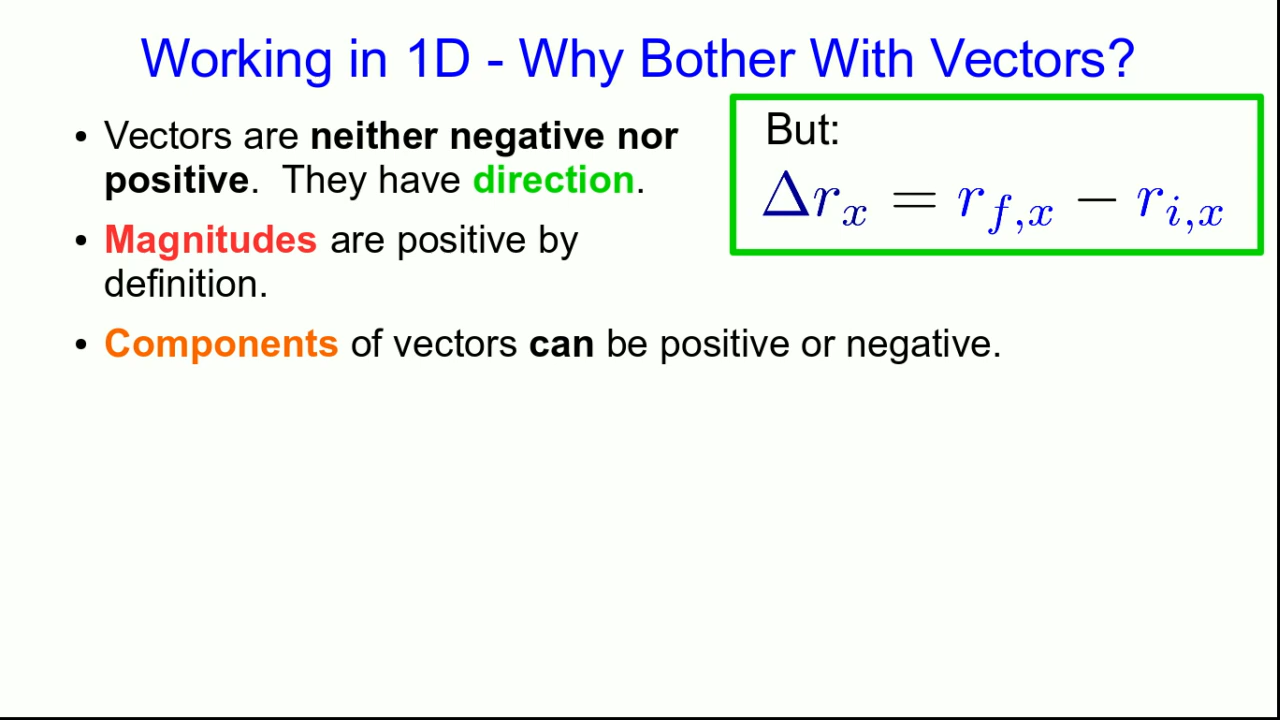 Working in 1D - Why Bother With Vectors?
• Vectors are neither negative nor
positive. They have direction.
• Magnitudes are positive by
definition.
• Components of vectors can be positive or negative.
But:
Δr_x = r_{f,x} − r_{i,x}